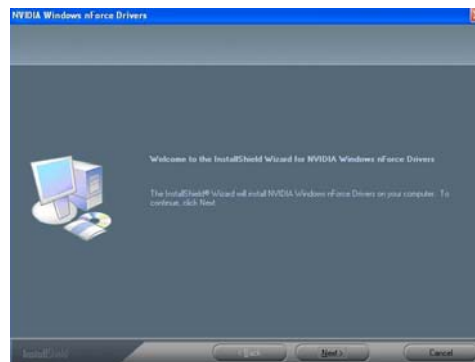 NVIDIA Windows nForce Drivers
Welcome to the InstallShield Wizard for NVIDIA Windows nForce Drivers
The InstallShield® Wizard will install NVIDIA Windows nForce Drivers on your computer. To
continue, click Next
InstallShield
< Back Next > Cancel